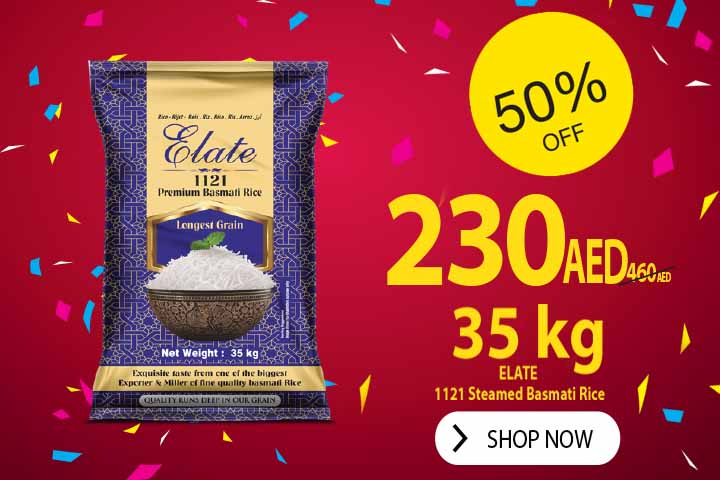 Elate
1121
Premium Basmati Rice
Longest Grain
Net Weight : 35 kg
Exquisite taste from one of the biggest
Exporter & Miller of fine quality basmati Rice
QUALITY RUNS DEEP IN OUR GRAIN
50%
OFF
230AED 460 AED
35 kg
ELATE
1121 Steamed Basmati Rice
SHOP NOW